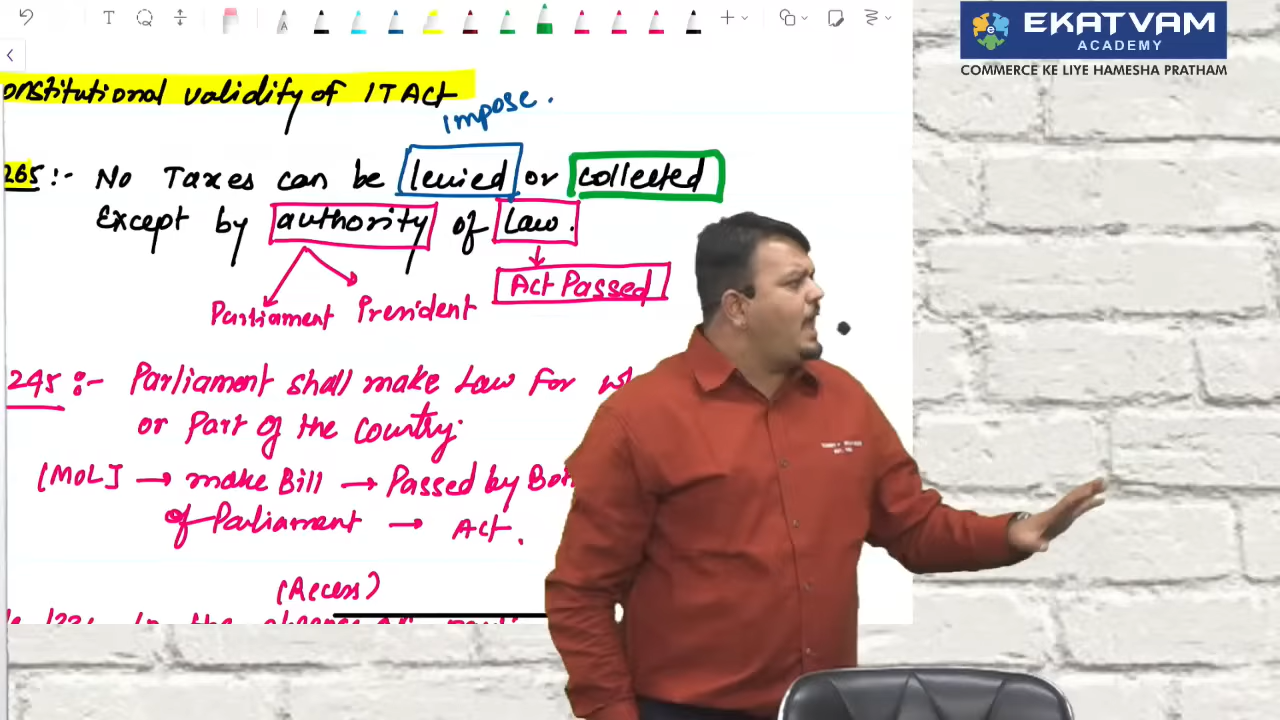 EKATVAM
ACADEMY
COMMERCE KE LIYE HAMESHA PRATHAM
onstitutional validity of IT Act
impose.
265 :- No Taxes can be levied or collected
Except by authority of Law.
Act Passed
Parliament President
245 :- Parliament shall make Law For wh
or Part of the Country.
[MOL] → make Bill → Passed by Bo
of Parliament → Act.
(Recess)